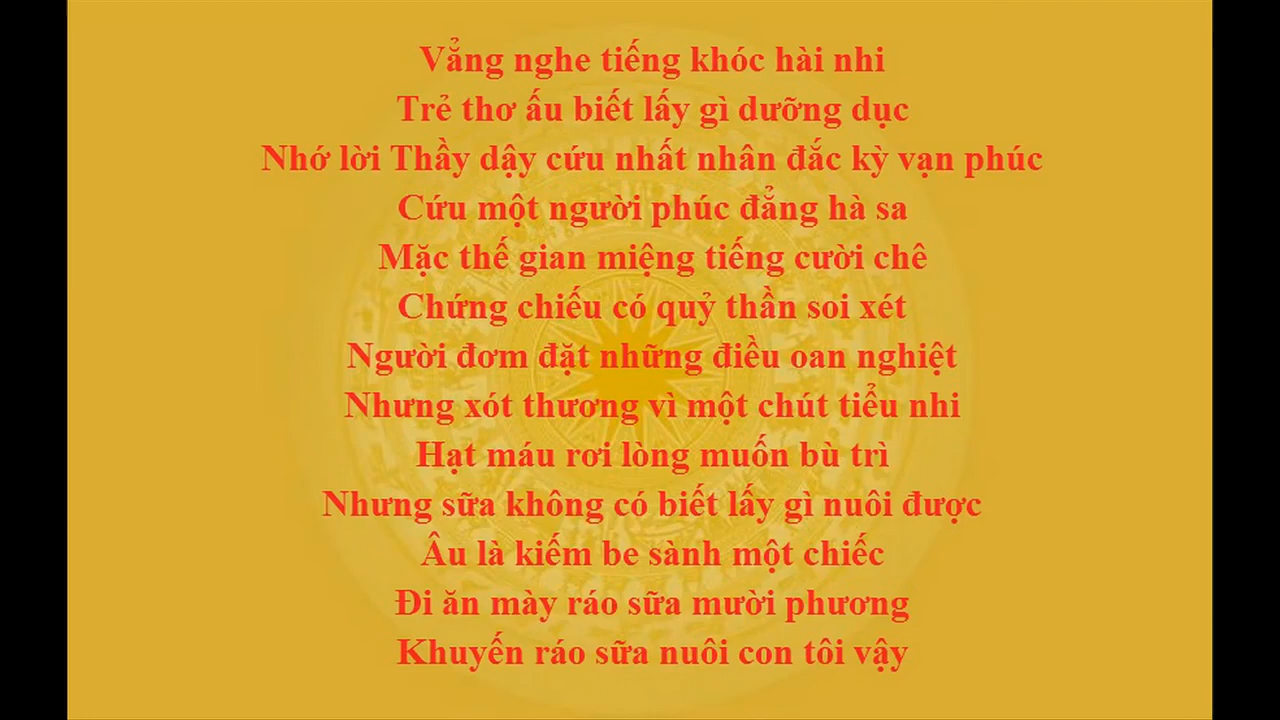 Vẳng nghe tiếng khóc hài nhi
Trẻ thơ ấu biết lấy gì dưỡng dục
Nhớ lời Thầy dậy cứu nhất nhân đắc kỳ vạn phúc
Cứu một người phúc đẳng hà sa
Mặc thế gian miệng tiếng cười chê
Chứng chiếu có quỷ thần soi xét
Người đơm đặt những điều oan nghiệt
Nhưng xót thương vì một chút tiểu nhi
Hạt máu rơi lòng muốn bù trì
Nhưng sữa không có biết lấy gì nuôi được
Âu là kiếm be sành một chiếc
Đi ăn mày ráo sữa mười phương
Khuyến ráo sữa nuôi con tôi vậy